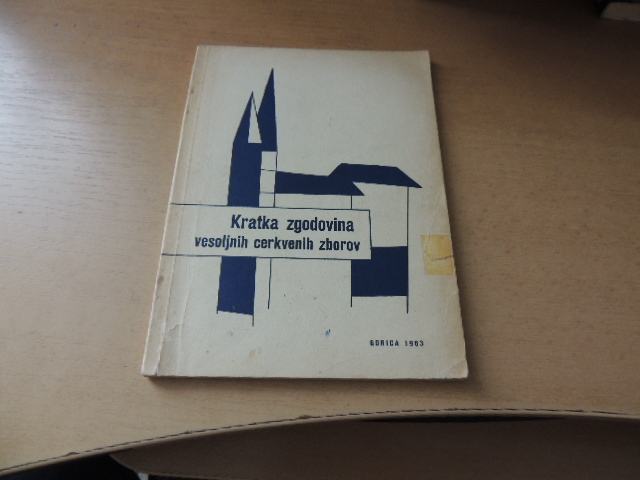 Kratka zgodovina
vesoljnih cerkvenih zborov
GORICA 1963